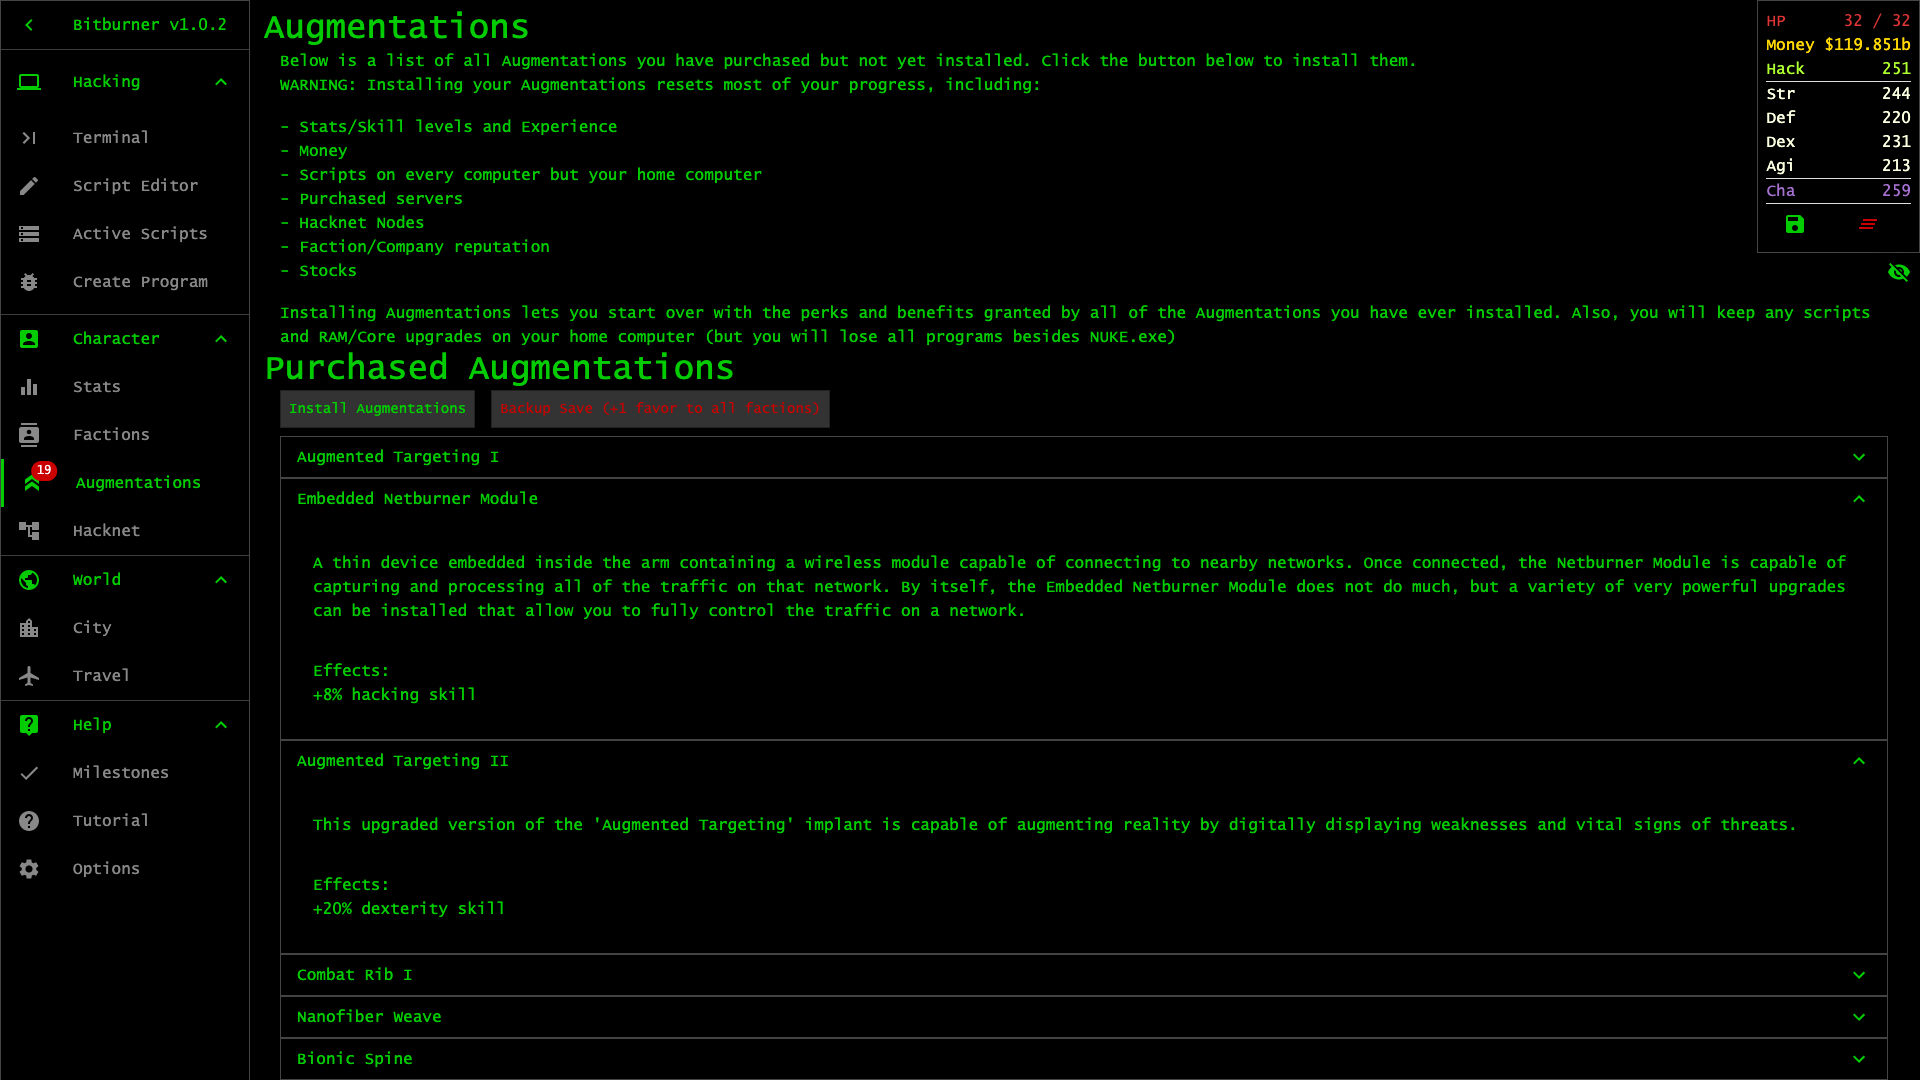 Bitburner v1.0.2
Hacking
Terminal
Script Editor
Active Scripts
Create Program
Character
Stats
Factions
19
Augmentations
Hacknet
World
City
Travel
Help
Milestones
Tutorial
Options
Augmentations
Below is a list of all Augmentations you have purchased but not yet installed. Click the button below to install them.
WARNING: Installing your Augmentations resets most of your progress, including:
- Stats/Skill levels and Experience
- Money
- Scripts on every computer but your home computer
- Purchased servers
- Hacknet Nodes
- Faction/Company reputation
- Stocks
Installing Augmentations lets you start over with the perks and benefits granted by all of the Augmentations you have ever installed. Also, you will keep any scripts
and RAM/Core upgrades on your home computer (but you will lose all programs besides NUKE.exe)
Purchased Augmentations
Install Augmentations
Backup Save (+1 favor to all factions)
Augmented Targeting I
Embedded Netburner Module
A thin device embedded inside the arm containing a wireless module capable of connecting to nearby networks. Once connected, the Netburner Module is capable of
capturing and processing all of the traffic on that network. By itself, the Embedded Netburner Module does not do much, but a variety of very powerful upgrades
can be installed that allow you to fully control the traffic on a network.
Effects:
+8% hacking skill
Augmented Targeting II
This upgraded version of the 'Augmented Targeting' implant is capable of augmenting reality by digitally displaying weaknesses and vital signs of threats.
Effects:
+20% dexterity skill
Combat Rib I
Nanofiber Weave
Bionic Spine
HP 32 / 32
Money $119.851b
Hack 251
Str 244
Def 220
Dex 231
Agi 213
Cha 259